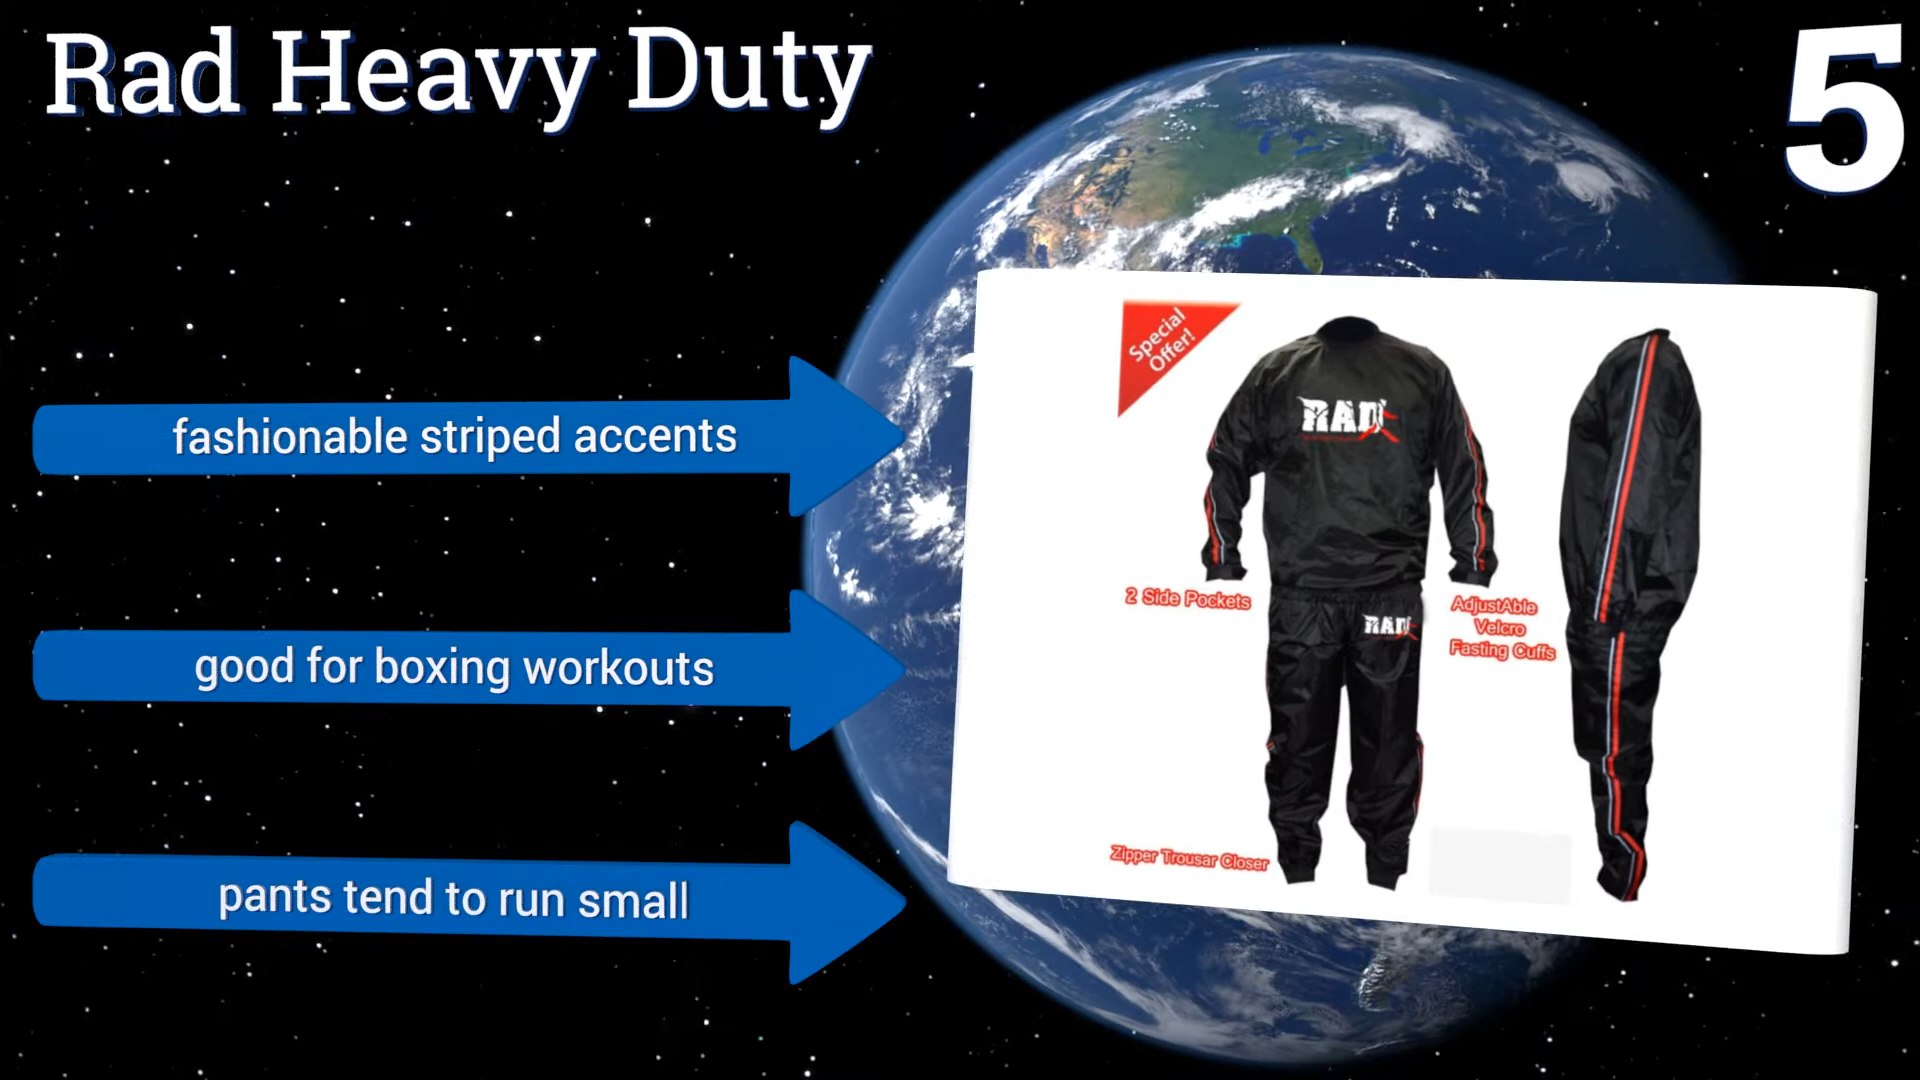 Rad Heavy Duty
5
fashionable striped accents
good for boxing workouts
pants tend to run small
Special
Offer!
RAD
2 Side Pockets
RAD
AdjustAble
Velcro
Fasting Cuffs
Zipper Trousar Closer